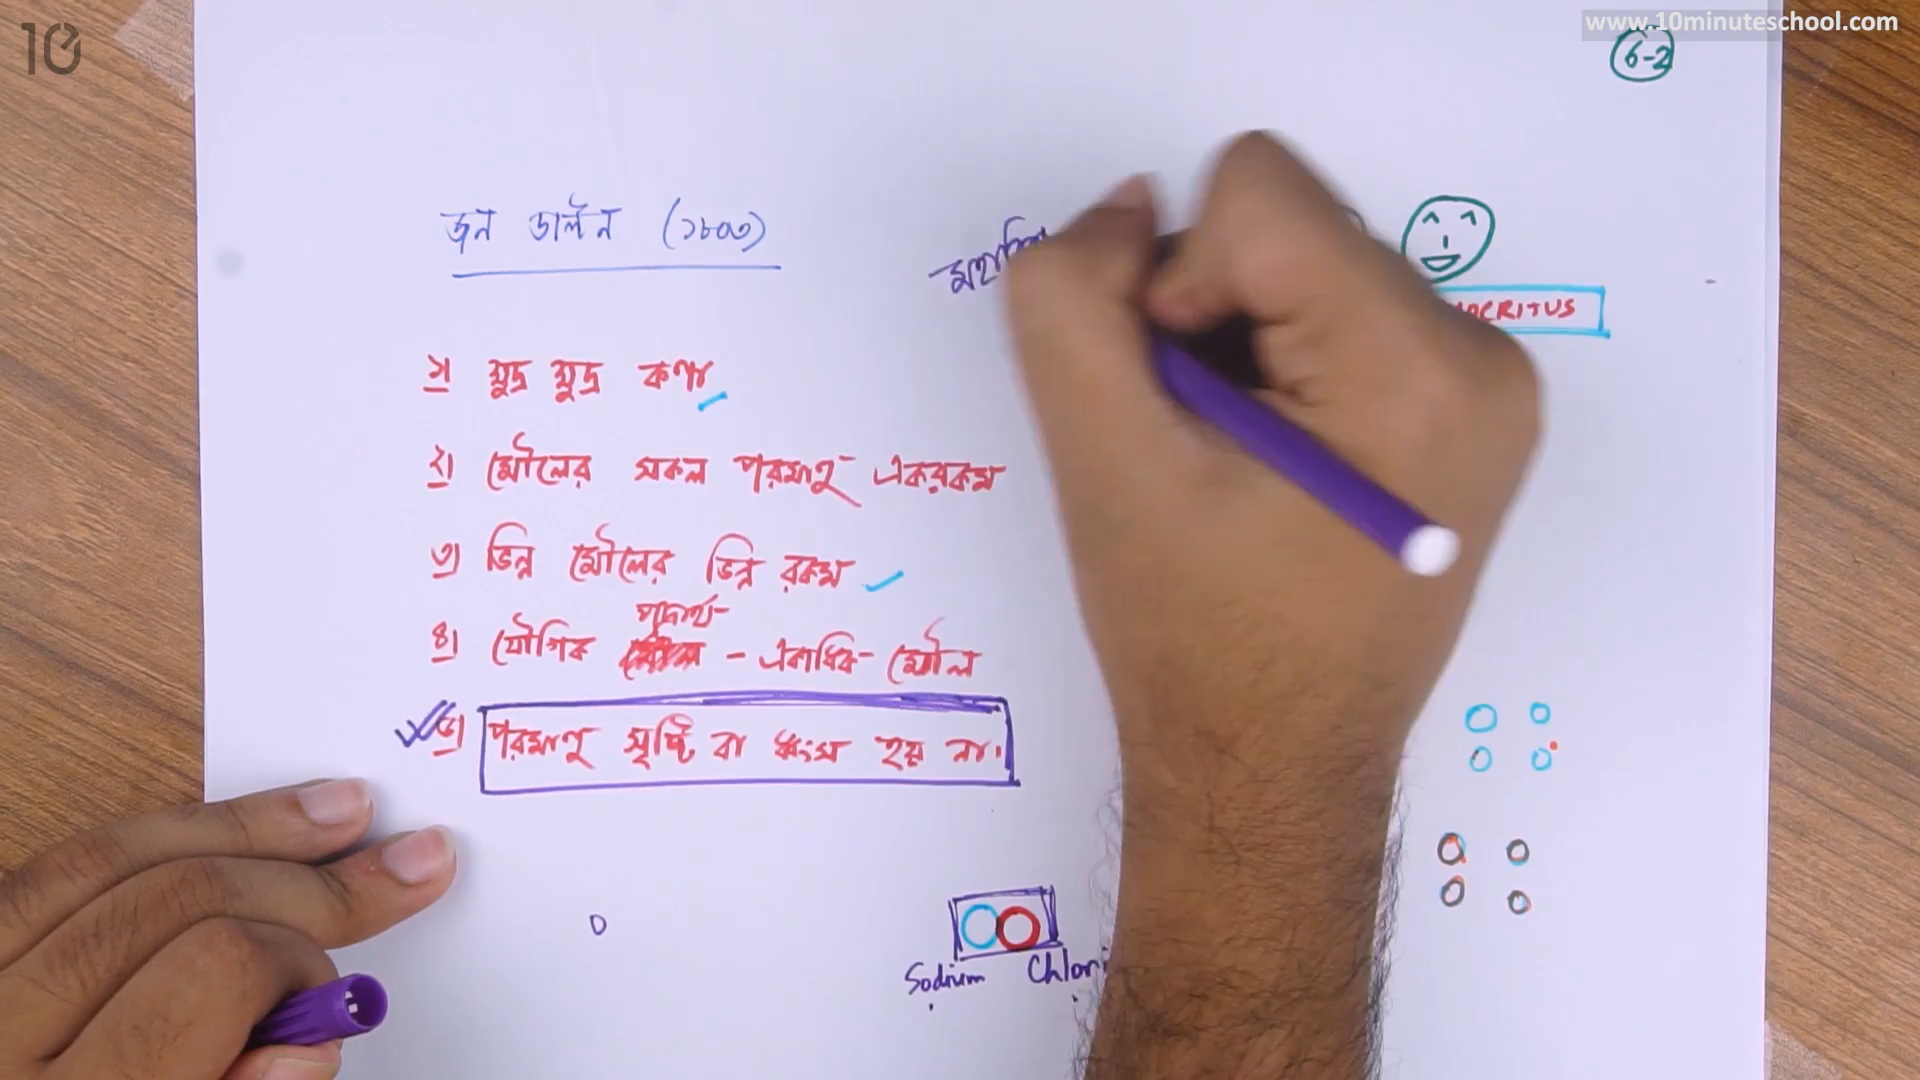 10
www.10minuteschool.com
6-2
জন ডাল্টন (১৮০৩)
১) ক্ষুদ্র ক্ষুদ্র কণা
২) মৌলের সকল পরমাণু একরকম
৩) ভিন্ন মৌলের ভিন্ন রকম
পদার্থ
৪) যৌগিক - একাধিক মৌল
৫) পরমাণু সৃষ্টি বা ধ্বংস হয় না।
Sodium